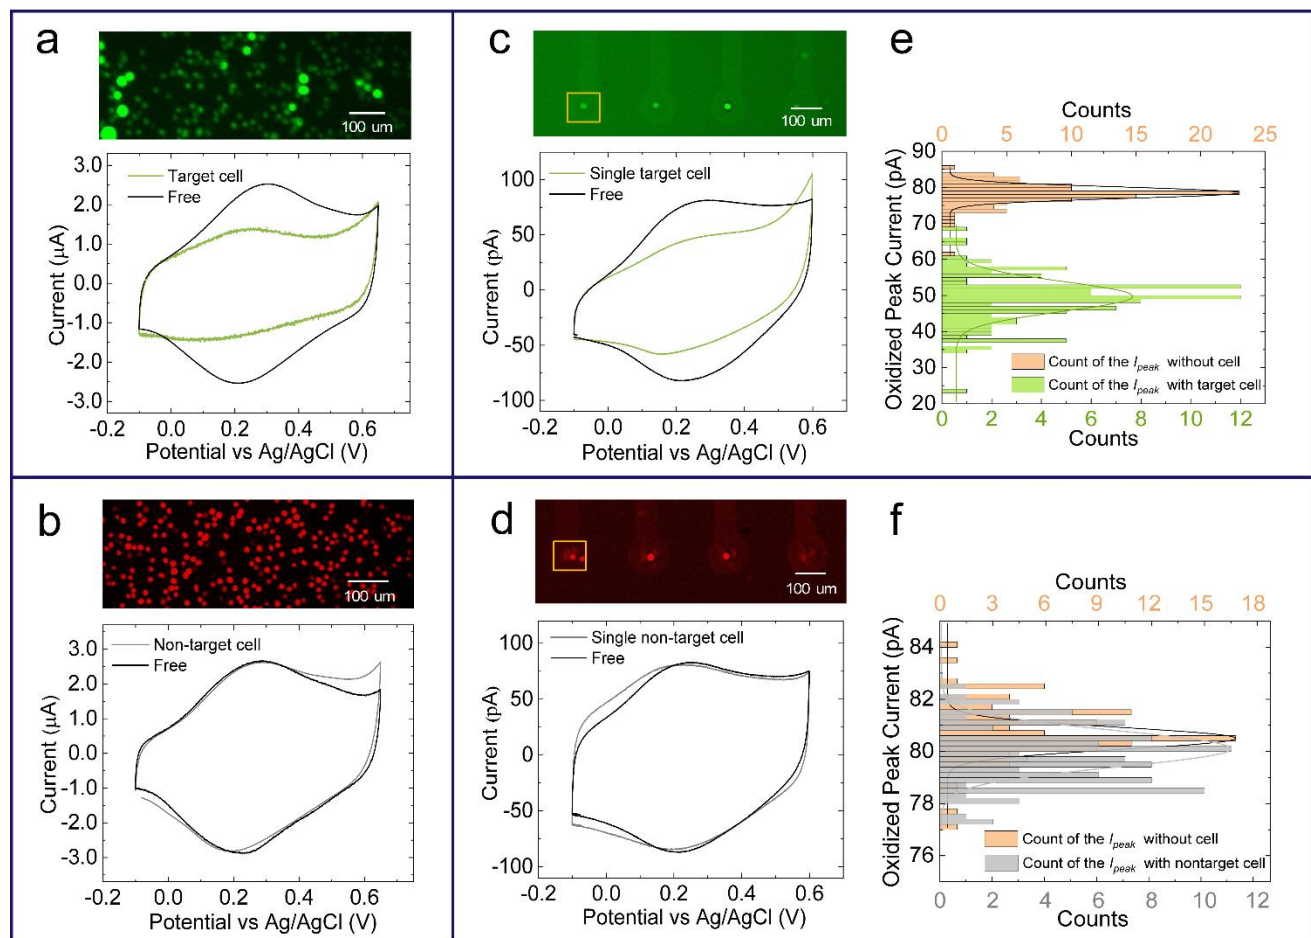 a
100 um
Target cell
Free
3.0
2.0
1.0
0.0
-1.0
-2.0
-3.0
Current (μA)
-0.2 0.0 0.2 0.4 0.6
Potential vs Ag/AgCl (V)
c
100 um
Single target cell
Free
100
50
0
-50
-100
Current (pA)
-0.2 0.0 0.2 0.4 0.6
Potential vs Ag/AgCl (V)
e
Counts
0 5 10 15 20 25
90
80
70
60
50
40
30
20
Oxidized Peak Current (pA)
Count of the Ipeak without cell
Count of the Ipeak with target cell
0 2 4 6 8 10 12
Counts
b
100 um
Non-target cell
Free
3.0
2.0
1.0
0.0
-1.0
-2.0
-3.0
Current (μA)
-0.2 0.0 0.2 0.4 0.6
Potential vs Ag/AgCl (V)
d
100 um
Single non-target cell
Free
100
50
0
-50
-100
Current (pA)
-0.2 0.0 0.2 0.4 0.6
Potential vs Ag/AgCl (V)
f
Counts
0 3 6 9 12 15 18
84
82
80
78
76
Oxidized Peak Current (pA)
Count of the Ipeak without cell
Count of the Ipeak with nontarget cell
0 2 4 6 8 10 12
Counts